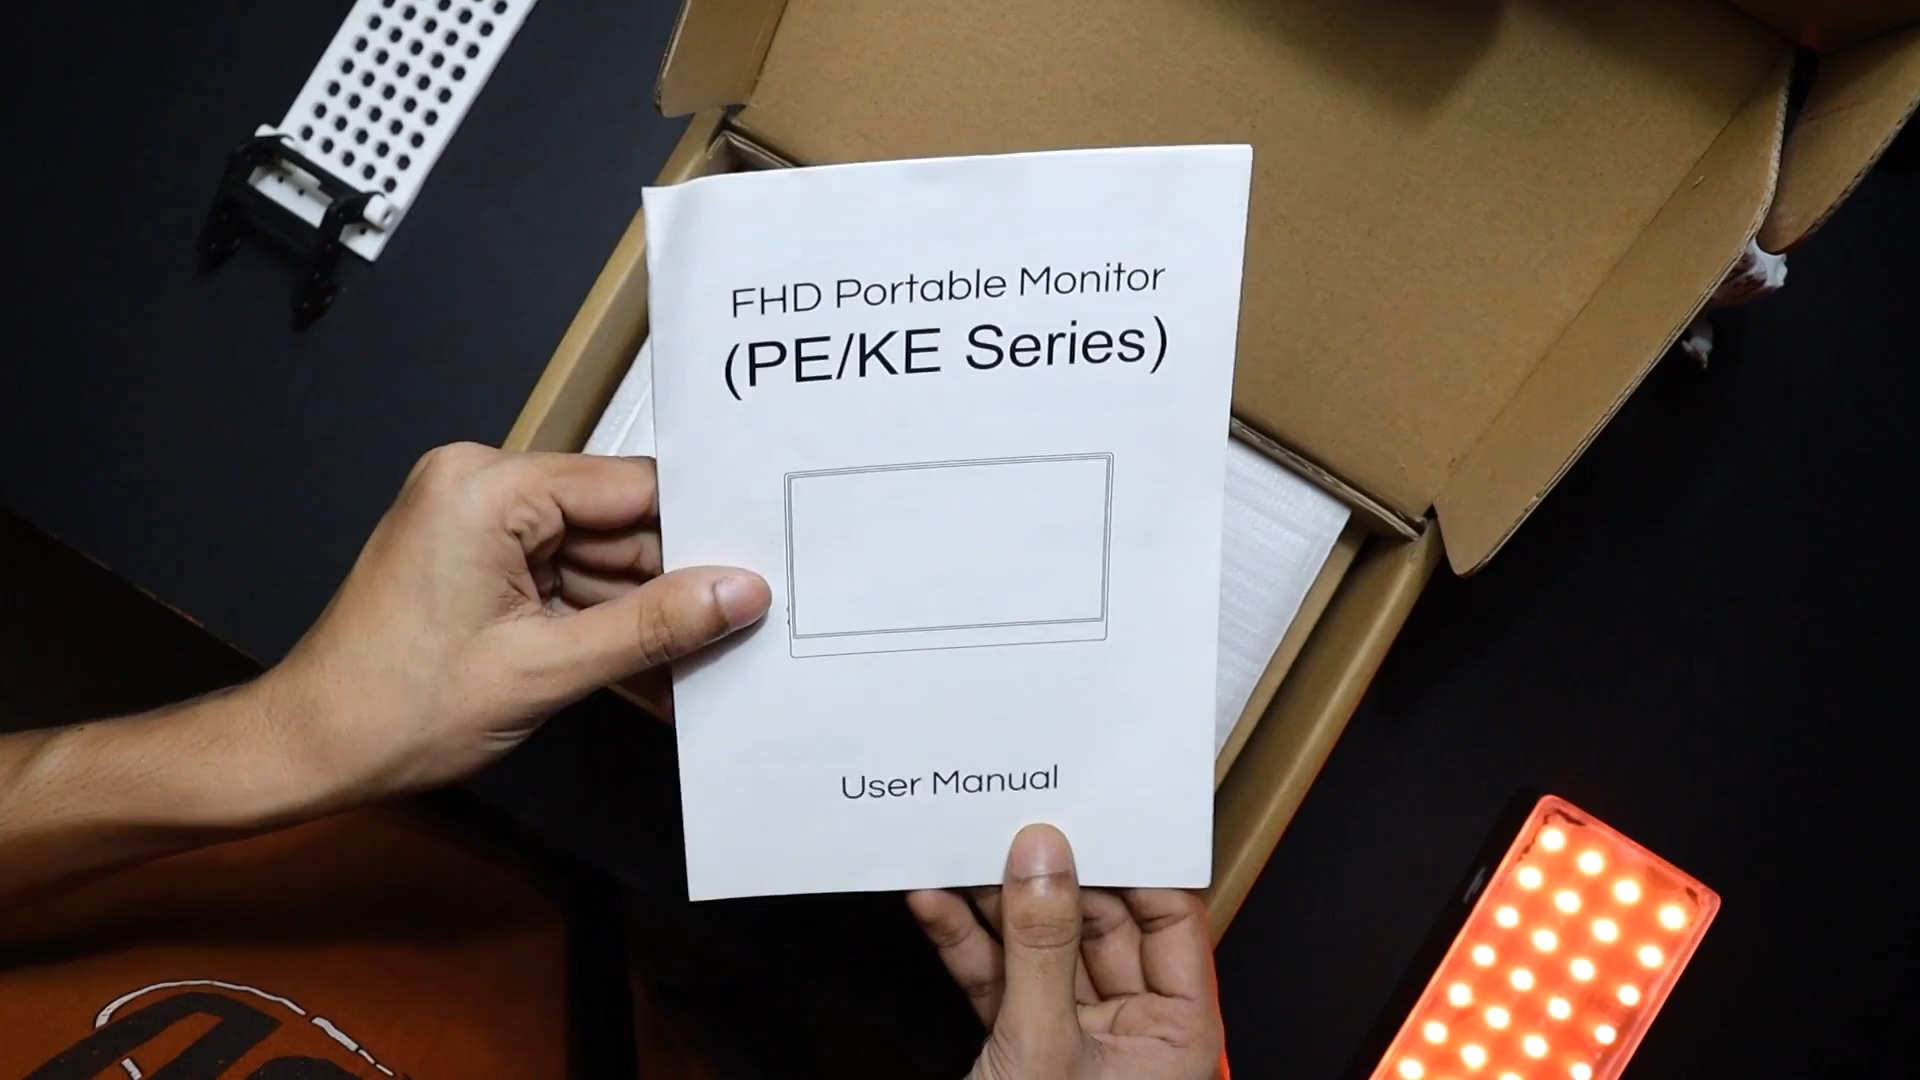 FHD Portable Monitor
(PE/KE Series)
User Manual